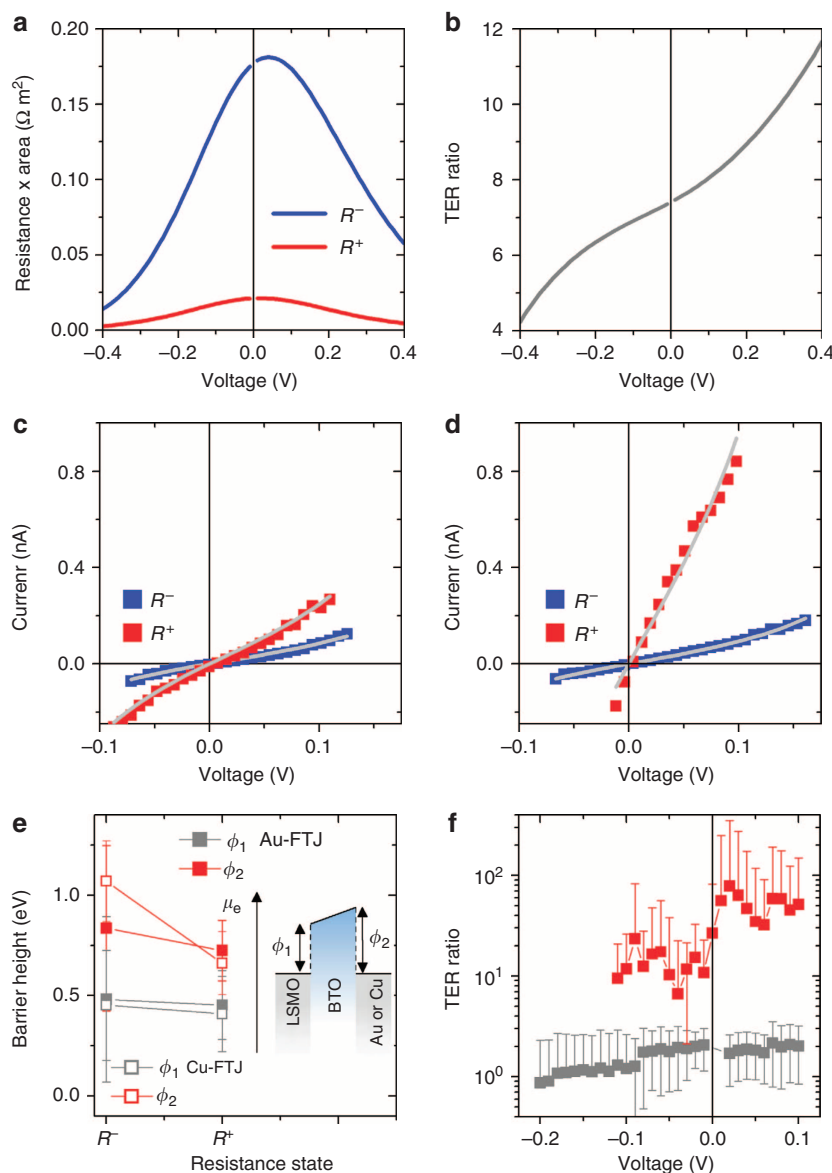 a
0.20
0.15
0.10
0.05
0.00
Resistance x area (Ω m²)
R⁻
R⁺
−0.4
−0.2
0.0
0.2
0.4
Voltage (V)
b
12
10
8
6
4
TER ratio
−0.4
−0.2
0.0
0.2
0.4
Voltage (V)
c
0.8
0.4
0.0
Currenr (nA)
R⁻
R⁺
−0.1
0.0
0.1
Voltage (V)
d
0.8
0.4
0.0
Currenr (nA)
R⁻
R⁺
−0.1
0.0
0.1
Voltage (V)
e
1.0
0.5
0.0
Barrier height (eV)
ϕ₁ Au-FTJ
ϕ₂
μₑ
ϕ₁
ϕ₂
LSMO
BTO
Au or Cu
ϕ₁ Cu-FTJ
ϕ₂
R⁻
R⁺
Resistance state
f
10²
10¹
10⁰
TER ratio
−0.2
−0.1
0.0
0.1
Voltage (V)